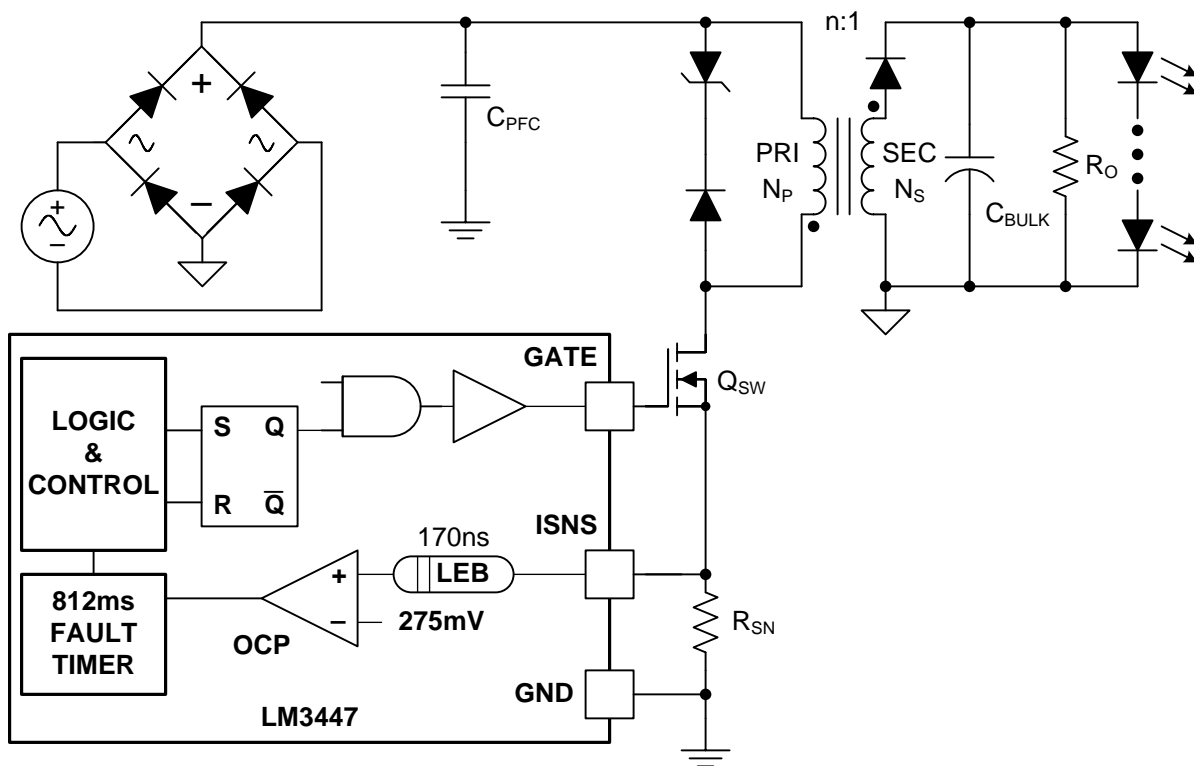 n:1
+
C_PFC
PRI
N_P
SEC
N_S
C_BULK
R_O
−
+
−
GATE
Q_SW
LOGIC
&
CONTROL
S Q
R Q̅
ISNS
170ns
LEB
+
−
275mV
OCP
812ms
FAULT
TIMER
R_SN
GND
LM3447